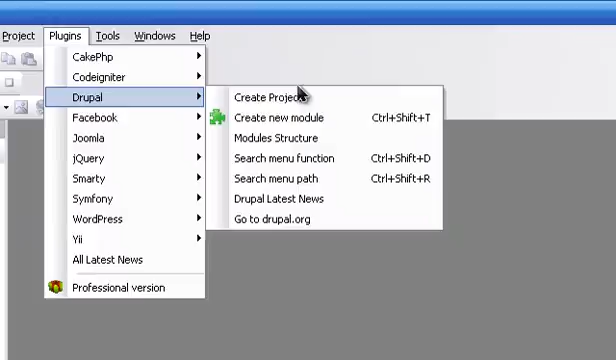 Project Plugins Tools Windows Help
CakePhp
Codeigniter
Drupal
Facebook
Joomla
jQuery
Smarty
Symfony
WordPress
Yii
All Latest News
Professional version
Create Project
Create new module Ctrl+Shift+T
Modules Structure
Search menu function Ctrl+Shift+D
Search menu path Ctrl+Shift+R
Drupal Latest News
Go to drupal.org